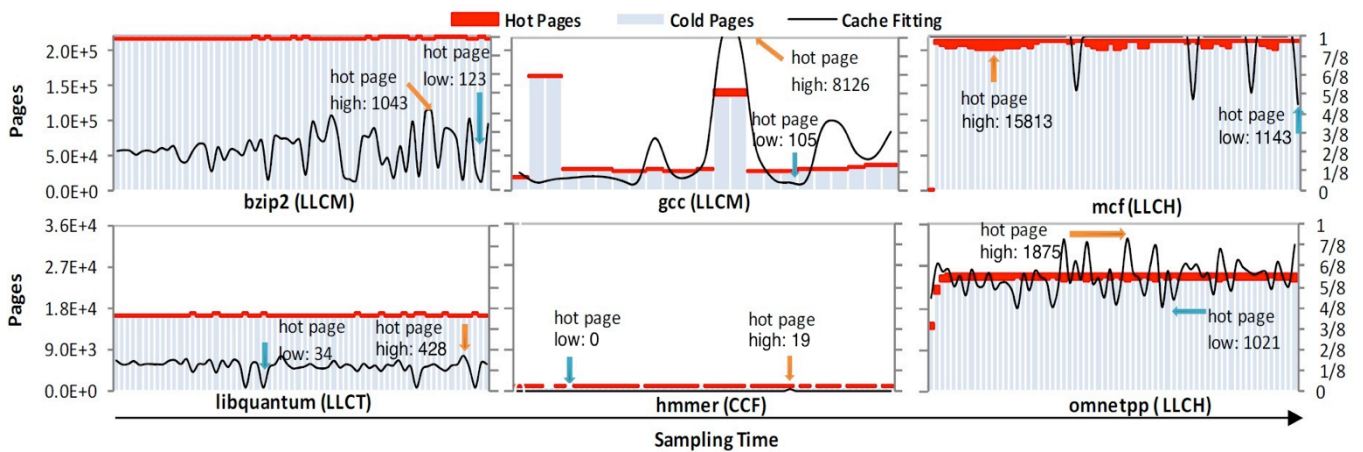 Hot Pages Cold Pages Cache Fitting
Pages
2.0E+5
1.5E+5
1.0E+5
5.0E+4
0.0E+0
hot page
low: 123
hot page
high: 1043
bzip2 (LLCM)
hot page
high: 8126
hot page
low: 105
gcc (LLCM)
hot page
high: 15813
hot page
low: 1143
mcf (LLCH)
1
7/8
6/8
5/8
4/8
3/8
2/8
1/8
0
Pages
3.6E+4
2.7E+4
1.8E+4
9.0E+3
0.0E+0
hot page
low: 34
hot page
high: 428
libquantum (LLCT)
hot page
low: 0
hot page
high: 19
hmmer (CCF)
hot page
high: 1875
hot page
low: 1021
omnetpp ( LLCH)
1
7/8
6/8
5/8
4/8
3/8
2/8
1/8
0
Sampling Time